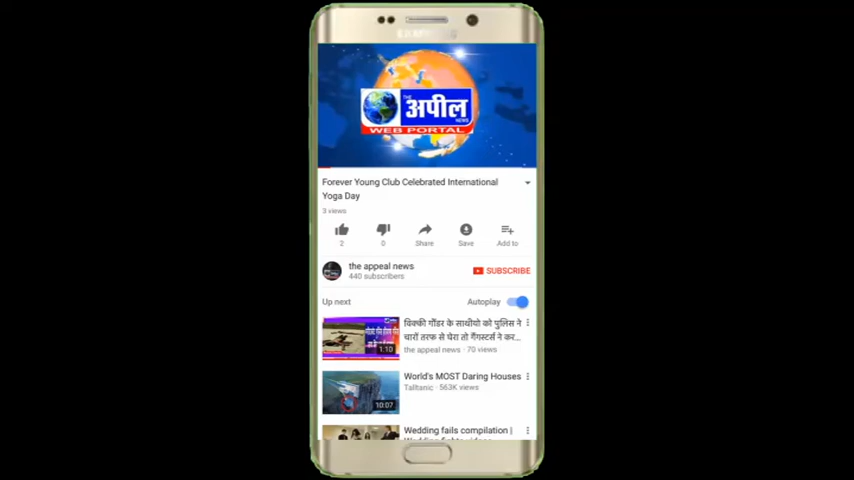 SAMSUNG
THE
अपील
NEWS
WEB PORTAL
Forever Young Club Celebrated International
Yoga Day
3 views
2
0
Share
Save
Add to
the appeal news
SUBSCRIBE
440 subscribers
Up next
Autoplay
विक्की गौंडर के साथीयो को पुलिस ने
चारों तरफ से घेरा तो गैंगस्टर्स ने कर...
1:10
the appeal news · 70 views
World's MOST Daring Houses
Talltanic · 563K views
10:07
Wedding fails compilation |